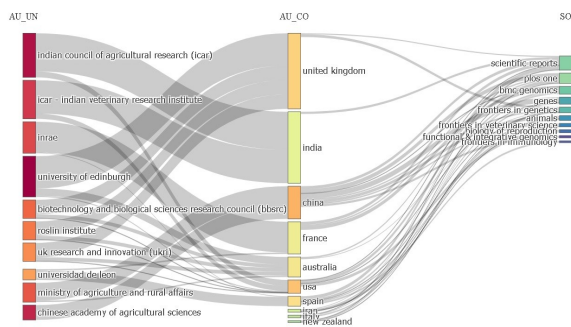 AU_UN
AU_CO
SO
indian council of agricultural research (icar)
icar - indian veterinary research institute
inrae
university of edinburgh
biotechnology and biological sciences research council (bbsrc)
roslin institute
uk research and innovation (ukri)
universidad de leon
ministry of agriculture and rural affairs
chinese academy of agricultural sciences
united kingdom
india
china
france
australia
usa
spain
iran
italy
new zealand
scientific reports
plos one
bmc genomics
genes
frontiers in genetics
animals
frontiers in veterinary science
biology of reproduction
functional & integrative genomics
frontiers in immunology